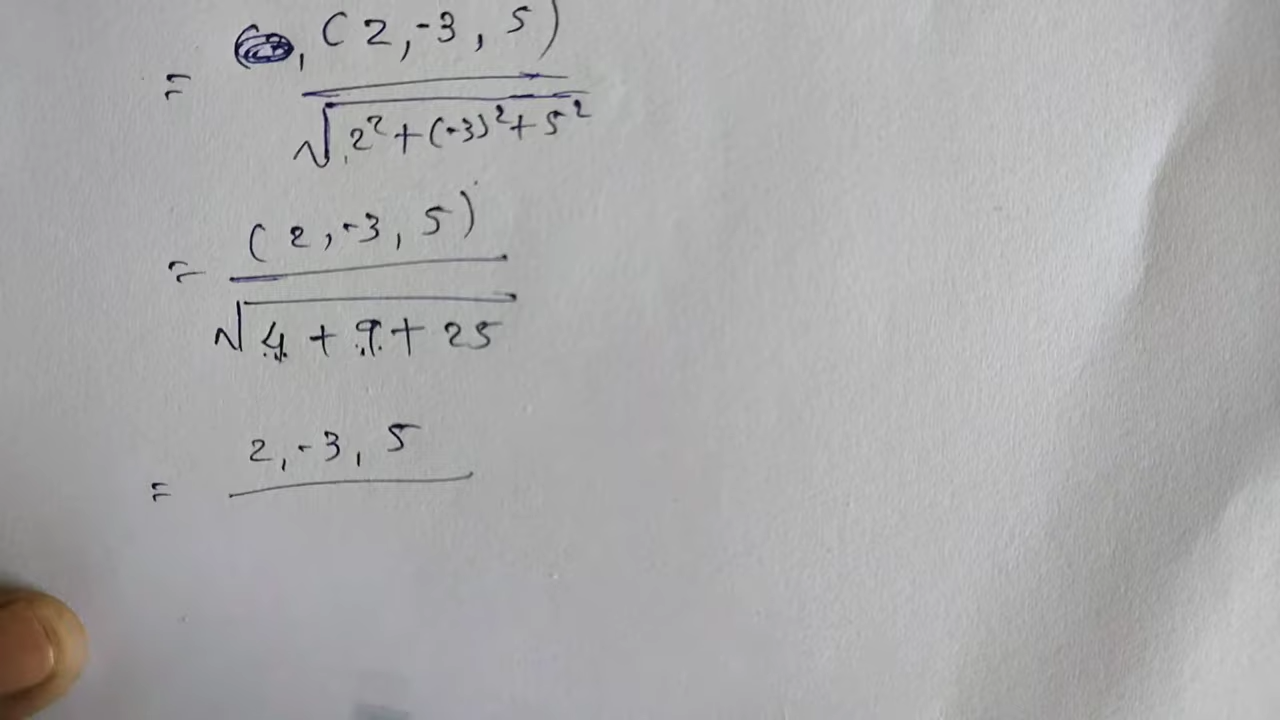 , (2, -3, 5)
=
√2² + (-3)² + 5²
(2, -3, 5)
=
√4 + 9 + 25
2, -3, 5
=